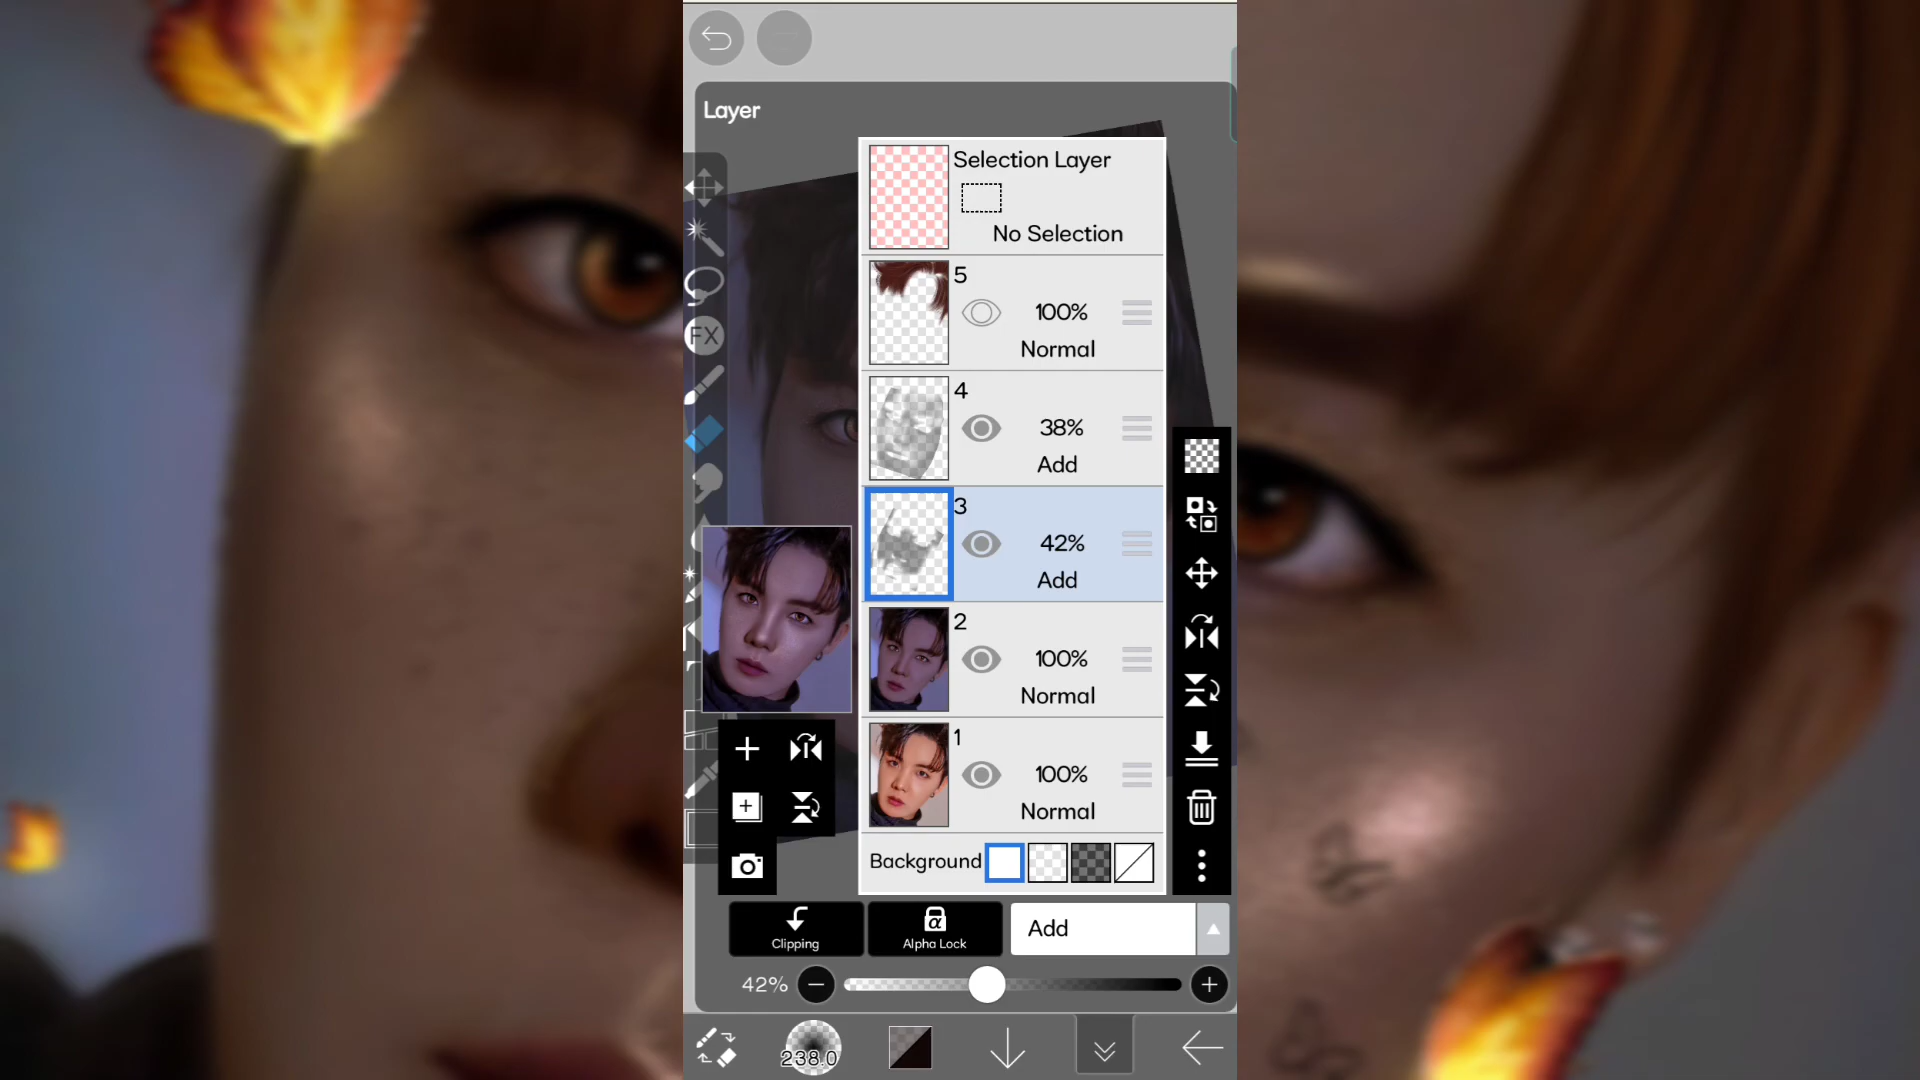 Layer
Selection Layer
No Selection
5
100%
Normal
4
38%
Add
FX
3
42%
Add
2
100%
Normal
1
100%
Normal
Background
Clipping
α
Alpha Lock
Add
42%
238.0